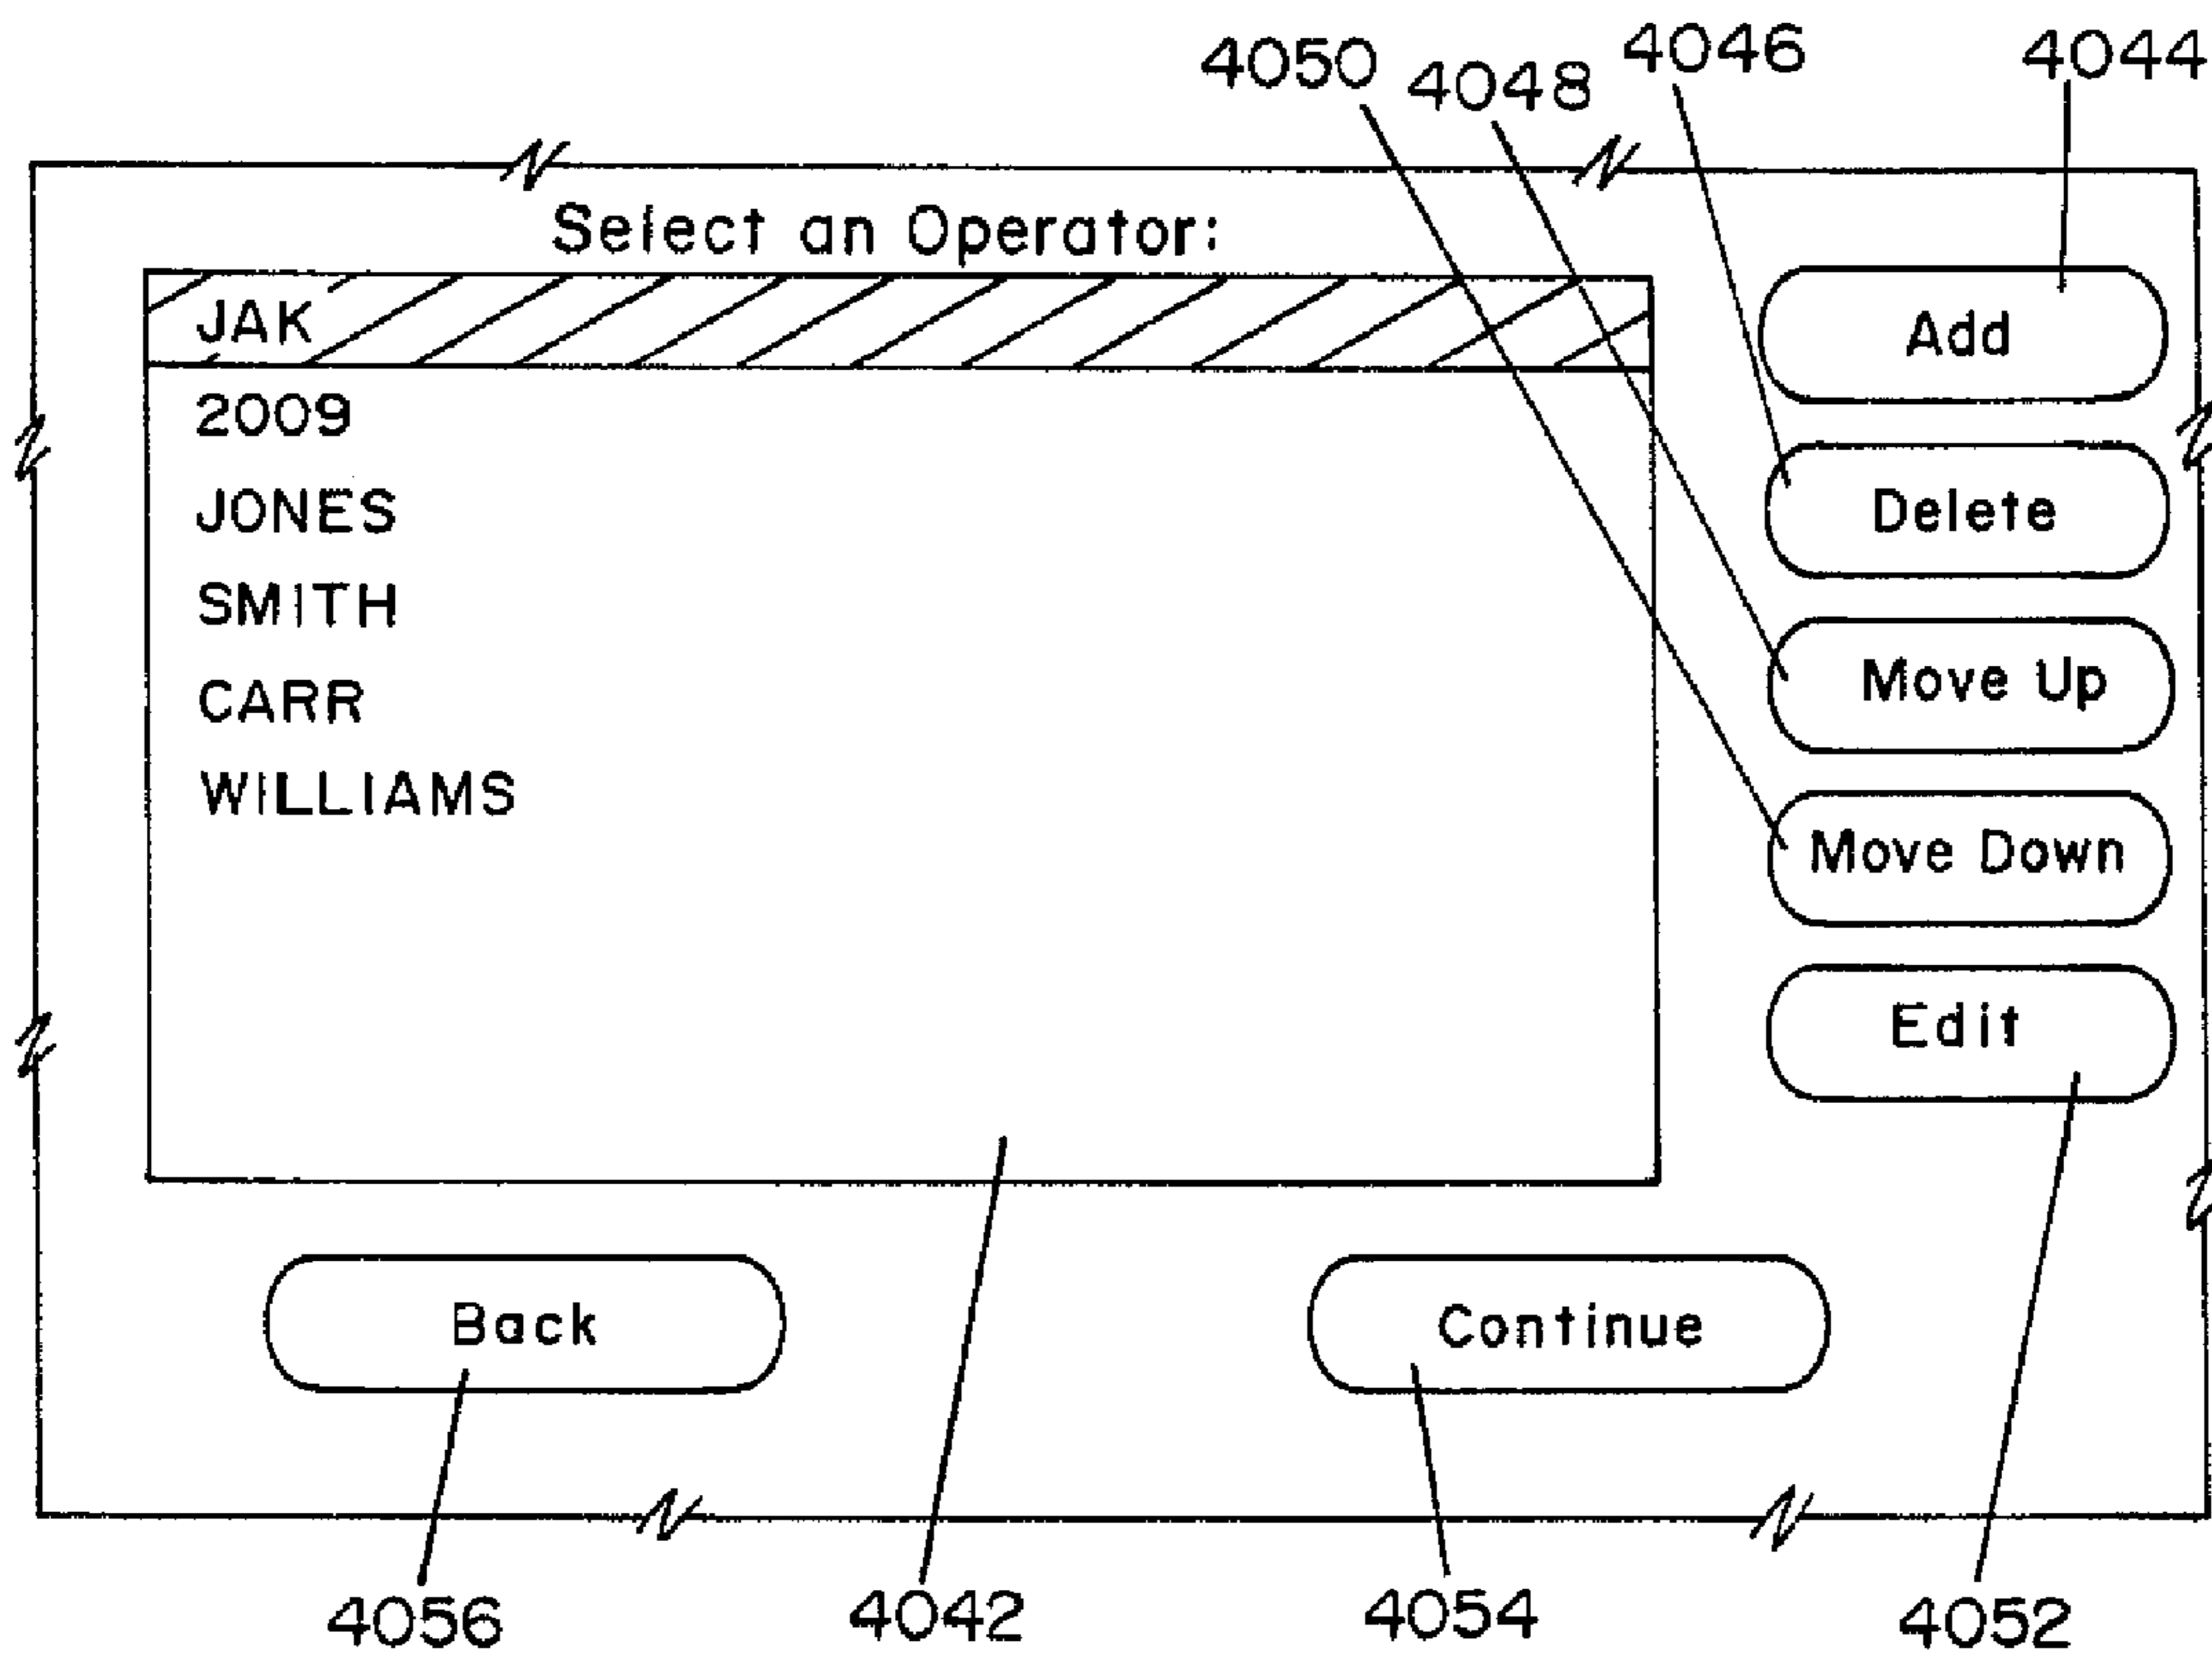 4050 4048 4046 4044
Select an Operator:
JAK
2009
JONES
SMITH
CARR
WILLIAMS
Add
Delete
Move Up
Move Down
Edit
Back
Continue
4056 4042 4054 4052